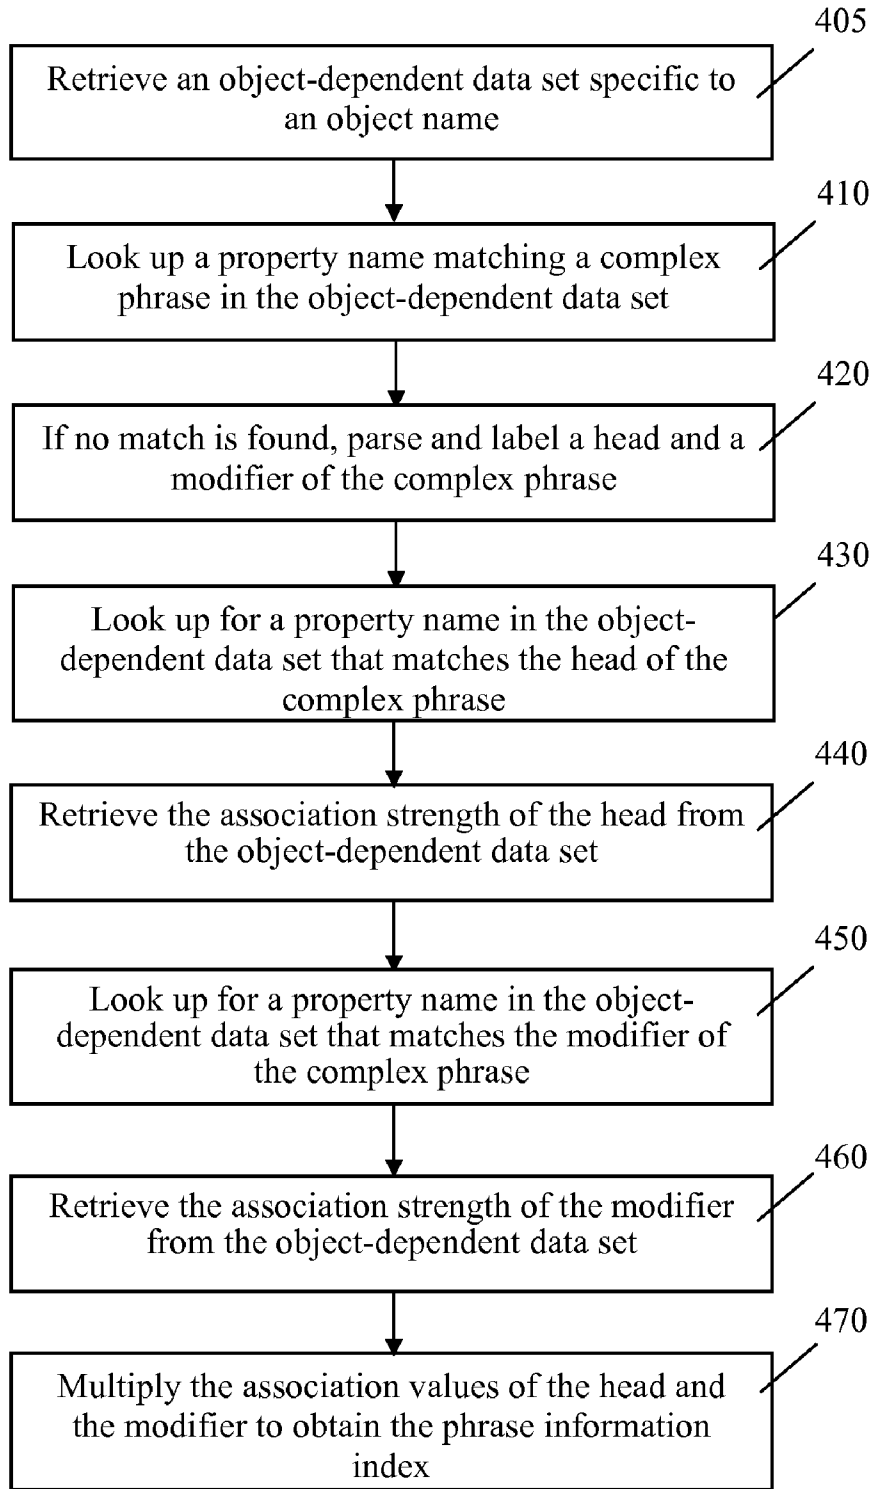 405
Retrieve an object-dependent data set specific to
an object name
410
Look up a property name matching a complex
phrase in the object-dependent data set
420
If no match is found, parse and label a head and a
modifier of the complex phrase
430
Look up for a property name in the object-
dependent data set that matches the head of the
complex phrase
440
Retrieve the association strength of the head from
the object-dependent data set
450
Look up for a property name in the object-
dependent data set that matches the modifier of
the complex phrase
460
Retrieve the association strength of the modifier
from the object-dependent data set
470
Multiply the association values of the head and
the modifier to obtain the phrase information
index